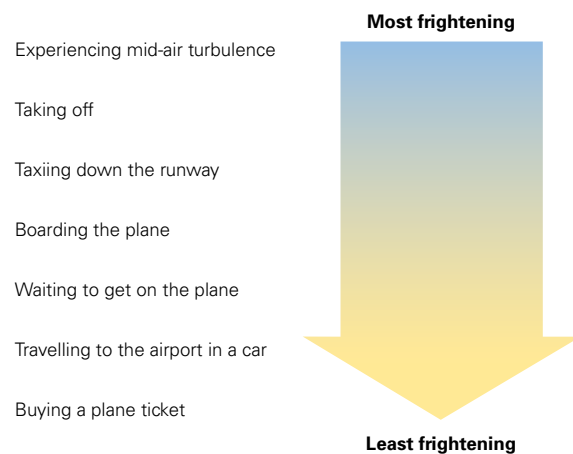 Most frightening
Experiencing mid-air turbulence
Taking off
Taxiing down the runway
Boarding the plane
Waiting to get on the plane
Travelling to the airport in a car
Buying a plane ticket
Least frightening